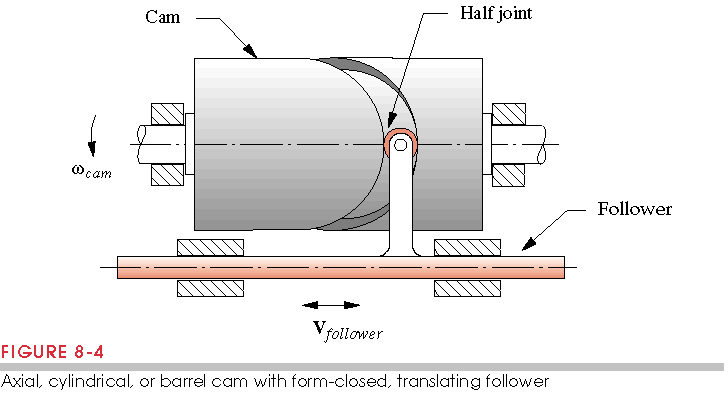 Cam
Half joint
ωcam
Follower
Vfollower
FIGURE 8-4
Axial, cylindrical, or barrel cam with form-closed, translating follower